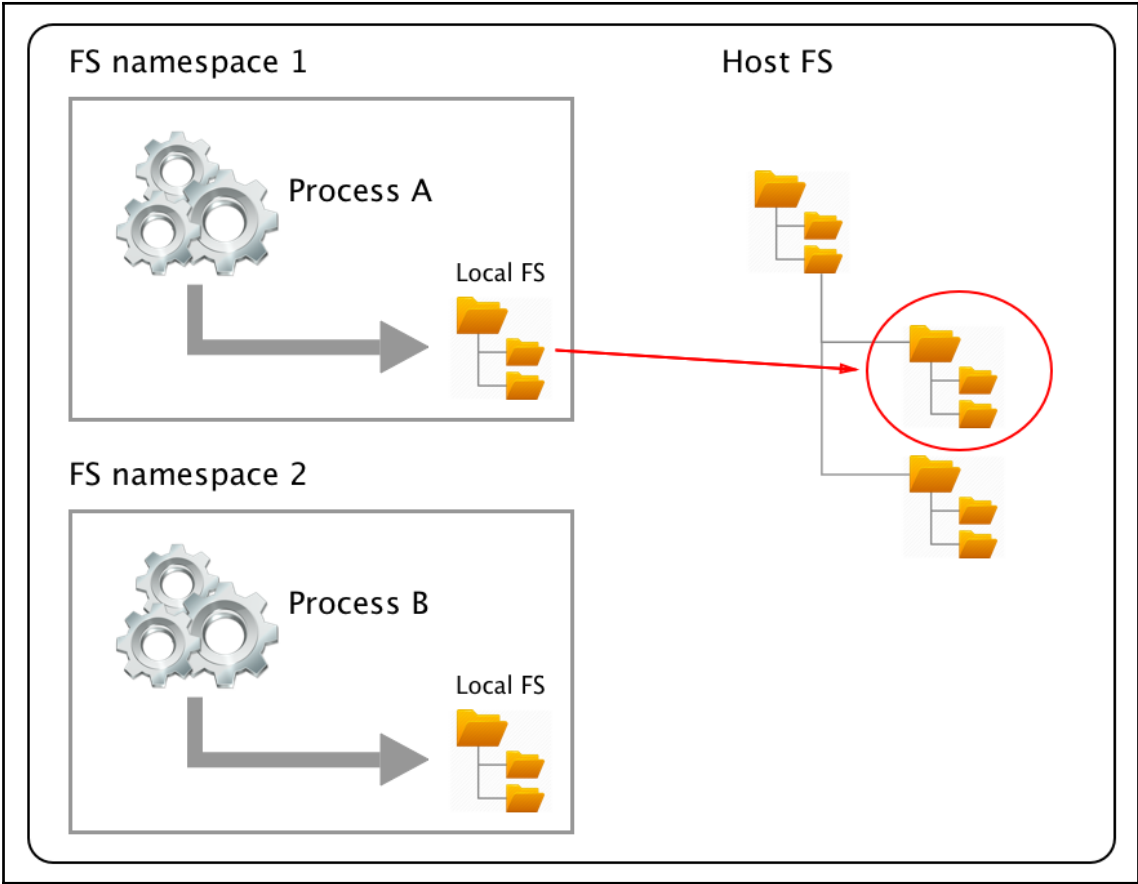 FS namespace 1
Host FS
Process A
Local FS
FS namespace 2
Process B
Local FS